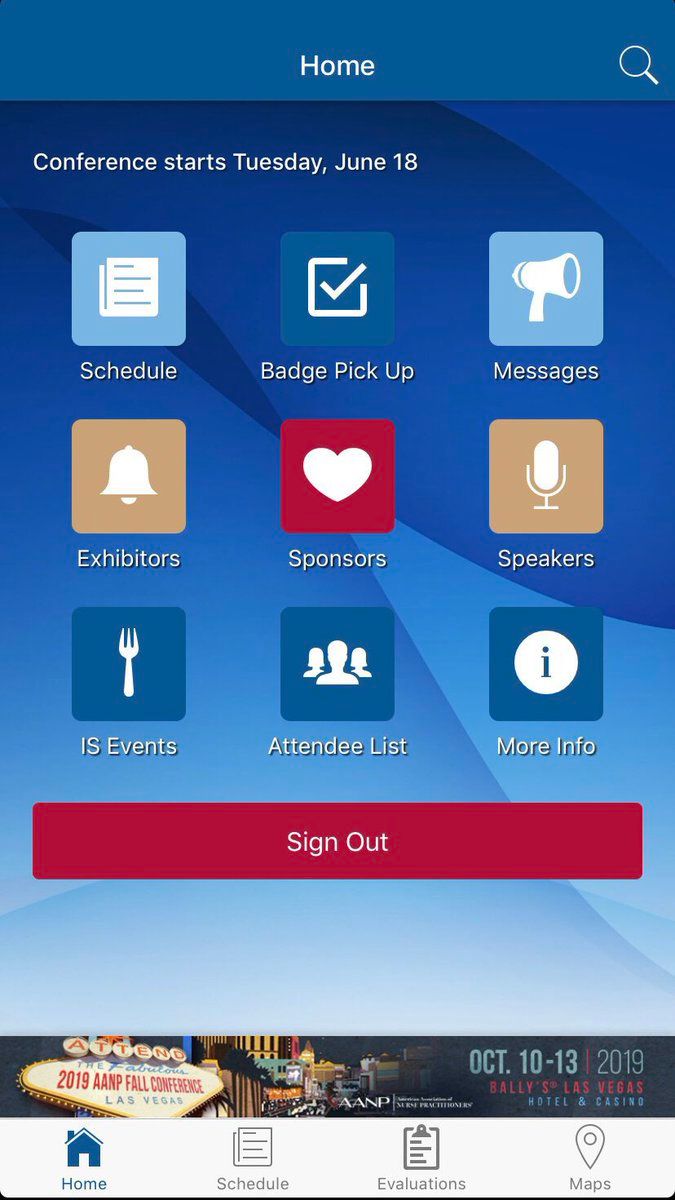 Home
Conference starts Tuesday, June 18
Schedule
Badge Pick Up
Messages
Exhibitors
Sponsors
Speakers
i
IS Events
Attendee List
More Info
Sign Out
ATTEND
THE Fabulous
2019 AANP FALL CONFERENCE
LAS VEGAS
AANP
American Association of
NURSE PRACTITIONERS
OCT. 10-13 | 2019
BALLY'S® LAS VEGAS
HOTEL & CASINO
Home
Schedule
Evaluations
Maps